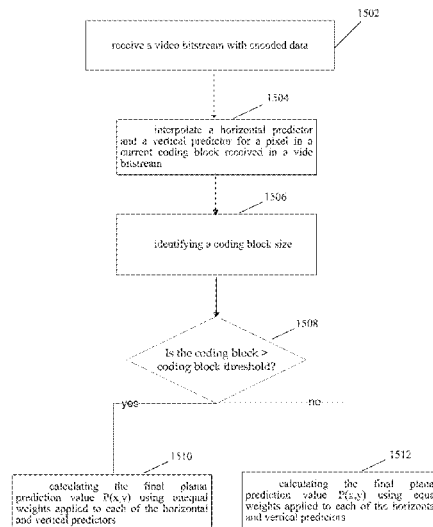 1502
receive a video bitstream with encoded data
1504
interpolate a horizontal predictor
and a vertical predictor for a pixel in a
current coding block received in a vide
bitstream
1506
identifying a coding block size
1508
Is the coding block >
coding block threshold?
yes
no
1510
calculating the final planar
prediction value P(x,y) using unequal
weights applied to each of the horizontal
and vertical predictors
1512
calculating the final planar
prediction value P(x,y) using equa
weights applied to each of the horizonta
and vertical predictors